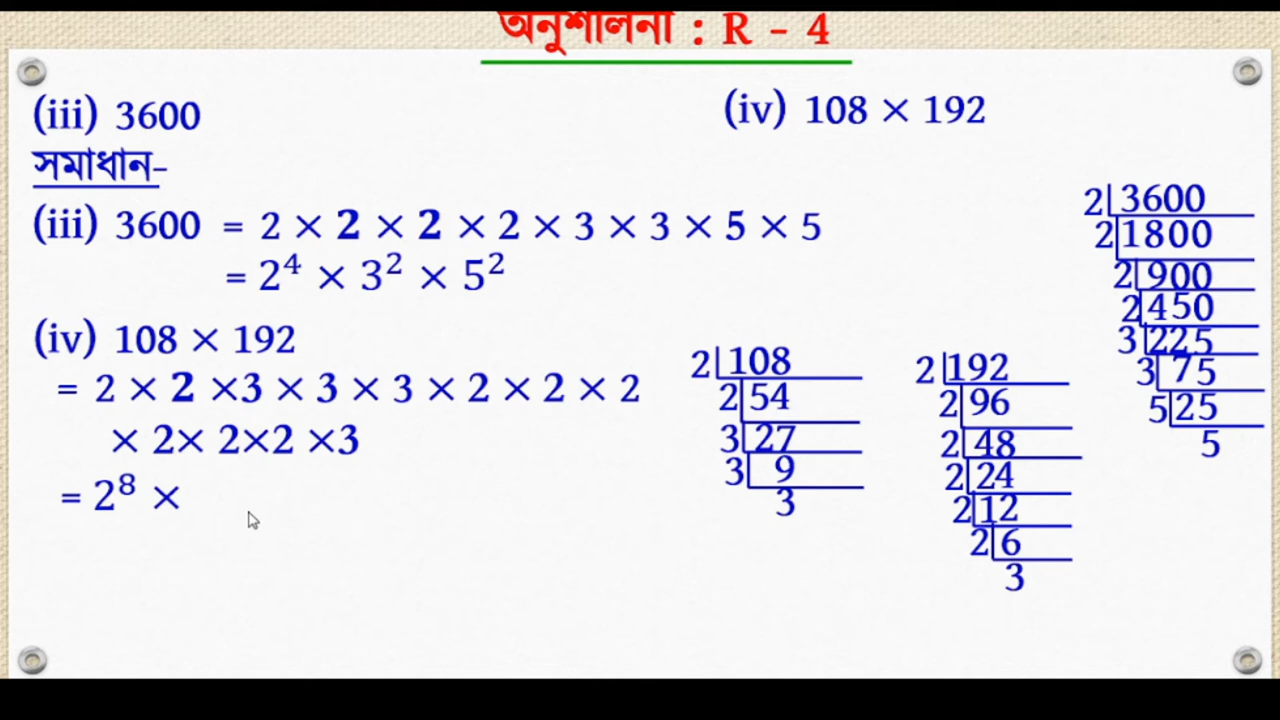 অনুশীলনী : R - 4
(iii) 3600
(iv) 108 × 192
সমাধান-
(iii) 3600 = 2 × 2 × 2 × 2 × 3 × 3 × 5 × 5
= 2⁴ × 3² × 5²
(iv) 108 × 192
= 2 × 2 ×3 × 3 × 3 × 2 × 2 × 2
× 2× 2×2 ×3
= 2⁸ ×
2 108
2 54
3 27
3 9
3
2 192
2 96
2 48
2 24
2 12
2 6
3
2 3600
2 1800
2 900
2 450
3 225
3 75
5 25
5